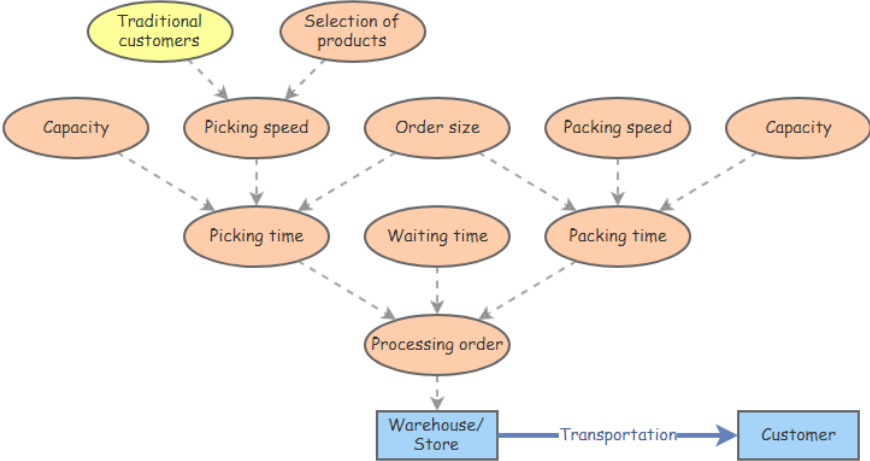 Traditional
customers
Selection of
products
Capacity
Picking speed
Order size
Packing speed
Capacity
Picking time
Waiting time
Packing time
Processing order
Warehouse/
Store
Transportation
Customer